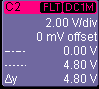 C2 FLT DC1M
2.00 V/div
0 mV offset
0.00 V
4.80 V
Δy 4.80 V